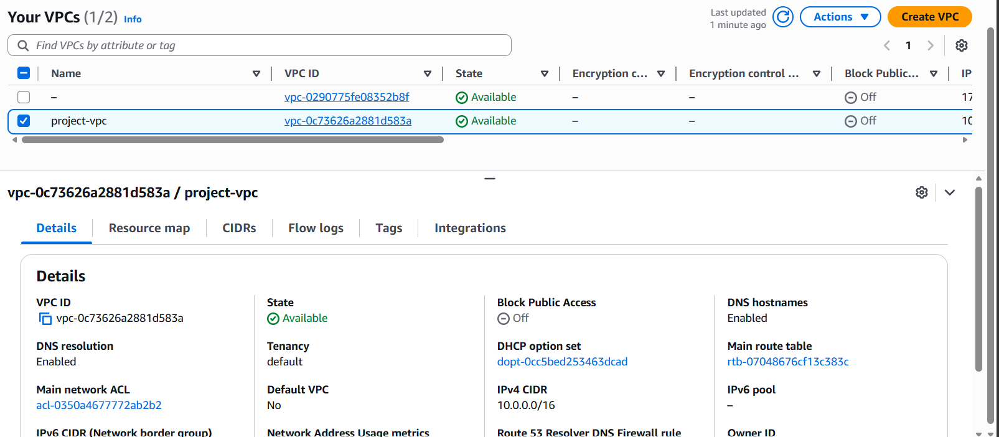 Your VPCs (1/2) Info
Last updated
1 minute ago
Actions
Create VPC
Find VPCs by attribute or tag
1
Name VPC ID State Encryption c... Encryption control ... Block Public... IP
– vpc-0290775fe08352b8f Available – – Off 17
project-vpc vpc-0c73626a2881d583a Available – – Off 10
vpc-0c73626a2881d583a / project-vpc
Details Resource map CIDRs Flow logs Tags Integrations
Details
VPC ID
vpc-0c73626a2881d583a
State
Available
Block Public Access
Off
DNS hostnames
Enabled
DNS resolution
Enabled
Tenancy
default
DHCP option set
dopt-0cc5bed253463dcad
Main route table
rtb-07048676cf13c383c
Main network ACL
acl-0350a4677772ab2b2
Default VPC
No
IPv4 CIDR
10.0.0.0/16
IPv6 pool
–
IPv6 CIDR (Network border group)
Network Address Usage metrics
Route 53 Resolver DNS Firewall rule
Owner ID